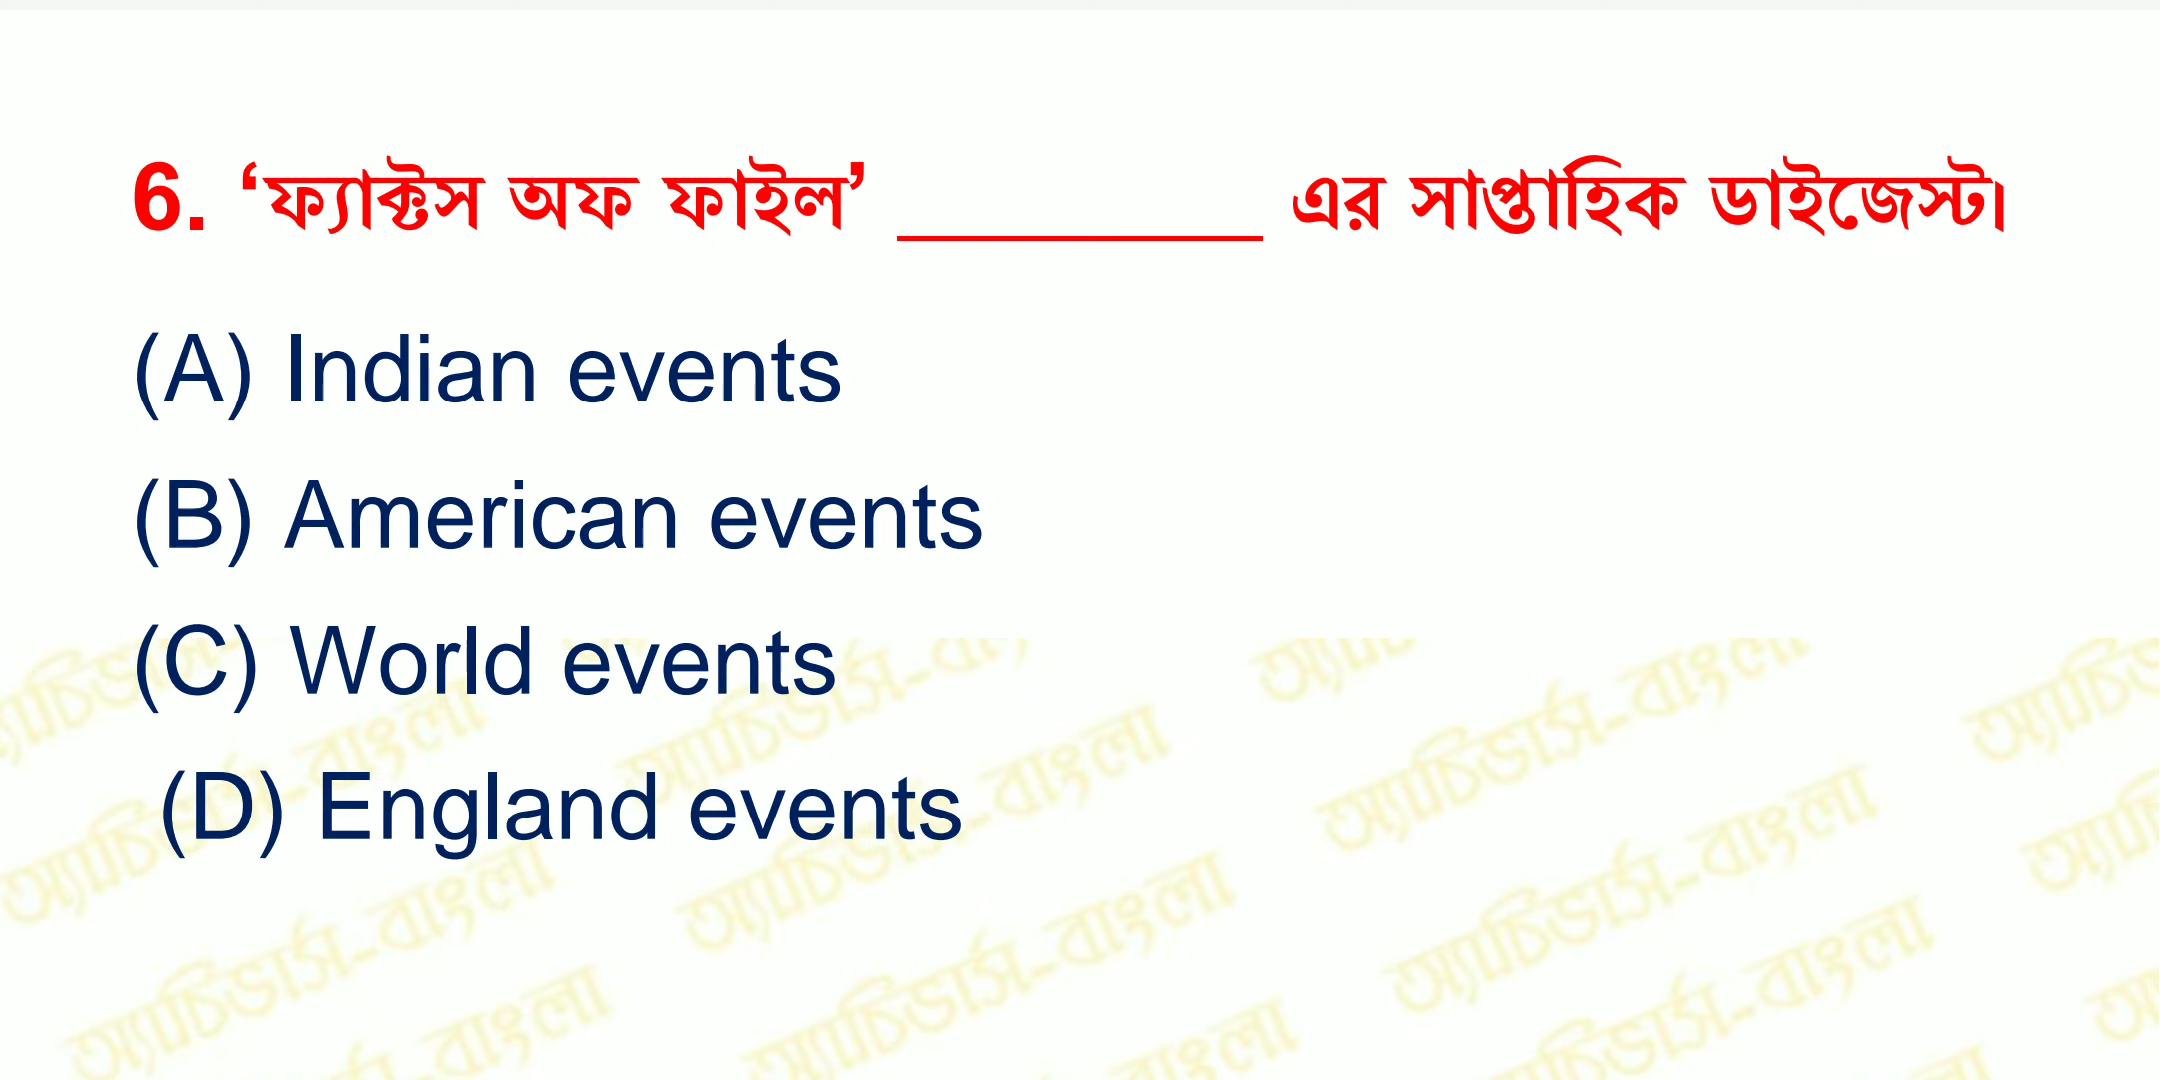 6. ‘ফ্যাক্টস অফ ফাইল’ __________ এর সাপ্তাহিক ডাইজেস্ট।
(A) Indian events
(B) American events
(C) World events
(D) England events
অ্যাচিভার্স-বাংলা